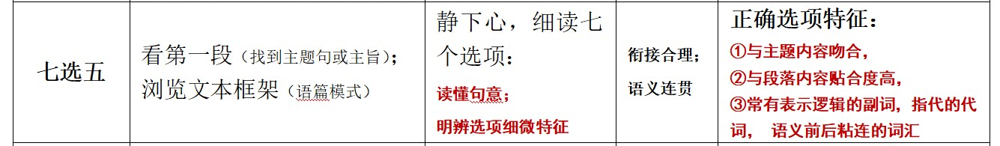 七选五
看第一段（找到主题句或主旨）；
浏览文本框架（语篇模式）
静下心，细读七
个选项：
读懂句意；
明辨选项细微特征
衔接合理；
语义连贯
正确选项特征：
①与主题内容吻合，
②与段落内容贴合度高，
③常有表示逻辑的副词，指代的代
词， 语义前后粘连的词汇